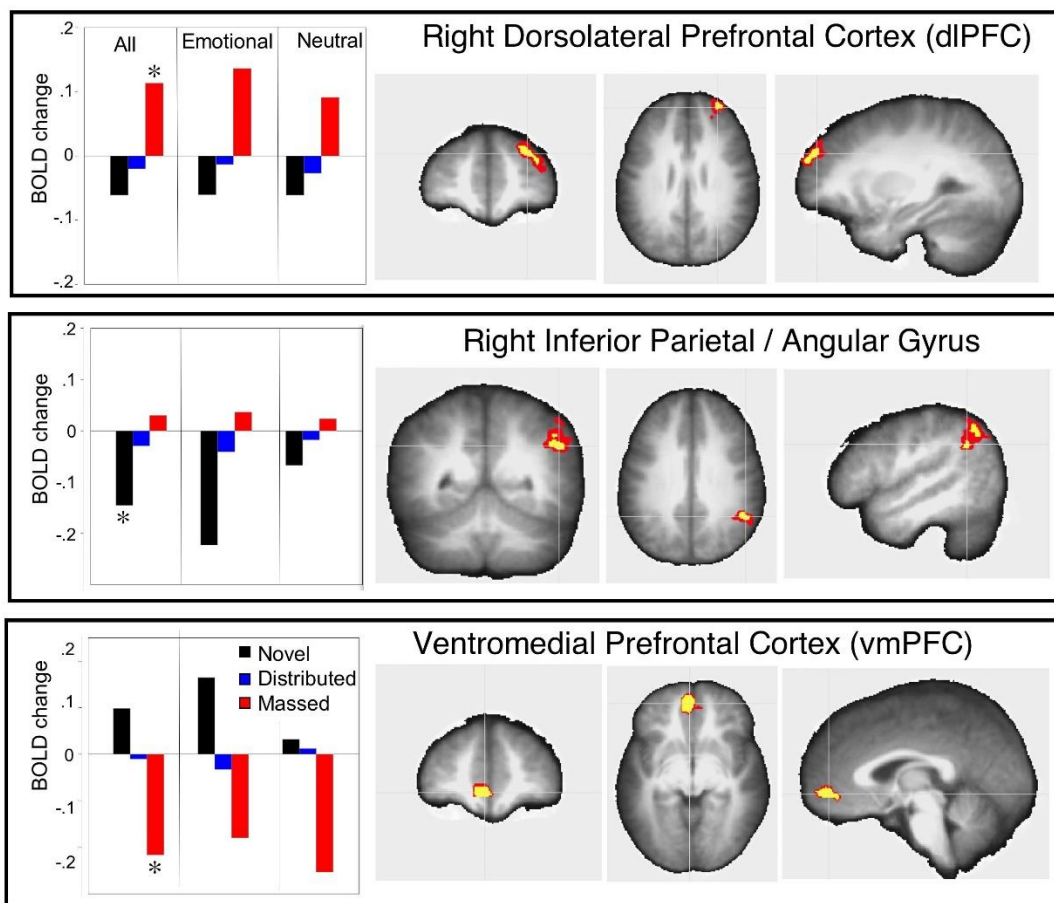 Right Dorsolateral Prefrontal Cortex (dlPFC)
All Emotional Neutral
BOLD change
.2
.1
0
-.1
-.2
*
Right Inferior Parietal / Angular Gyrus
BOLD change
.2
.1
0
-.1
-.2
*
Ventromedial Prefrontal Cortex (vmPFC)
BOLD change
.2
.1
0
-.1
-.2
Novel
Distributed
Massed
*